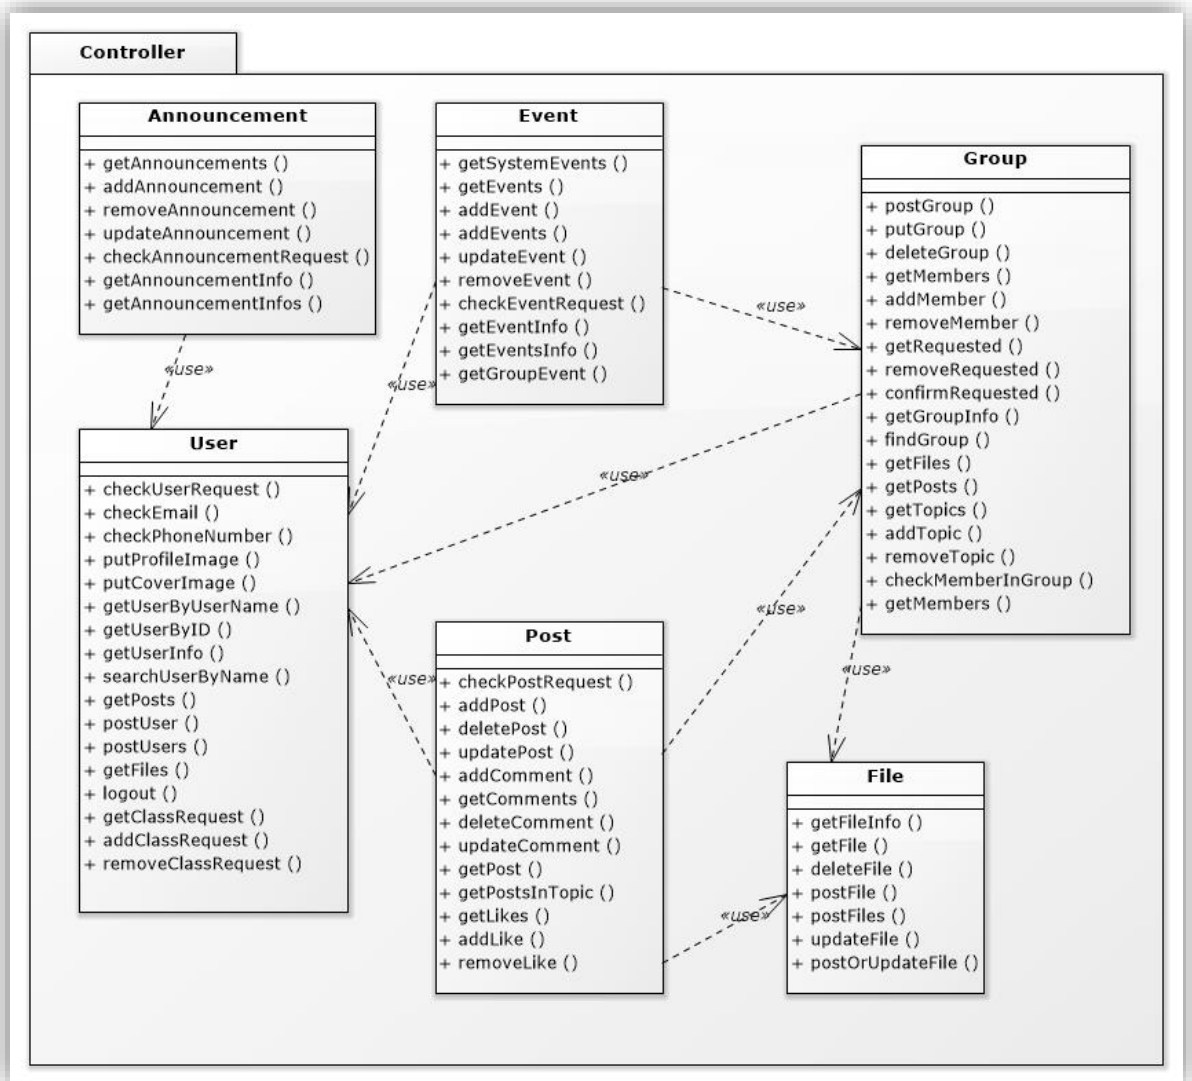 Controller
Announcement
+ getAnnouncements ()
+ addAnnouncement ()
+ removeAnnouncement ()
+ updateAnnouncement ()
+ checkAnnouncementRequest ()
+ getAnnouncementInfo ()
+ getAnnouncementInfos ()
Event
+ getSystemEvents ()
+ getEvents ()
+ addEvent ()
+ addEvents ()
+ updateEvent ()
+ removeEvent ()
+ checkEventRequest ()
+ getEventInfo ()
+ getEventsInfo ()
+ getGroupEvent ()
Group
+ postGroup ()
+ putGroup ()
+ deleteGroup ()
+ getMembers ()
+ addMember ()
+ removeMember ()
+ getRequested ()
+ removeRequested ()
+ confirmRequested ()
+ getGroupInfo ()
+ findGroup ()
+ getFiles ()
+ getPosts ()
+ getTopics ()
+ addTopic ()
+ removeTopic ()
+ checkMemberInGroup ()
+ getMembers ()
«use»
«use»
«use»
«use»
User
+ checkUserRequest ()
+ checkEmail ()
+ checkPhoneNumber ()
+ putProfileImage ()
+ putCoverImage ()
+ getUserByUserName ()
+ getUserByID ()
+ getUserInfo ()
+ searchUserByName ()
+ getPosts ()
+ postUser ()
+ postUsers ()
+ getFiles ()
+ logout ()
+ getClassRequest ()
+ addClassRequest ()
+ removeClassRequest ()
«use»
«use»
«use»
Post
+ checkPostRequest ()
+ addPost ()
+ deletePost ()
+ updatePost ()
+ addComment ()
+ getComments ()
+ deleteComment ()
+ updateComment ()
+ getPost ()
+ getPostsInTopic ()
+ getLikes ()
+ addLike ()
+ removeLike ()
«use»
File
+ getFileInfo ()
+ getFile ()
+ deleteFile ()
+ postFile ()
+ postFiles ()
+ updateFile ()
+ postOrUpdateFile ()